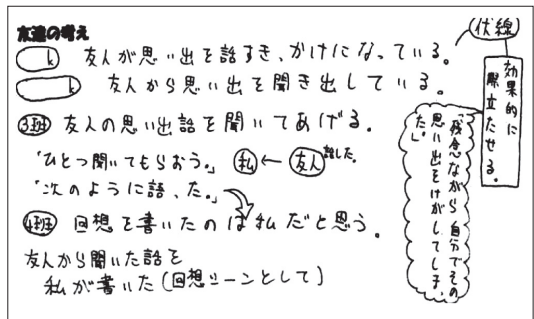 友達の考え
k 友人が思い出を話すき、かけになっている。
k 友人から思い出を聞き出している。
3班 友人の思い出話を聞いてあげる。
「ひとつ聞いてもらおう。」 私 ← 友人 話した。
「次のように語、た。」
4班 回想を書いたのは私だと思う。
友人から聞いた話を
私が書いた(回想シーンとして)
伏線
効果的に
際立たせる。
「残念ながら自分でその
思い出をけがしてしま、
た。」